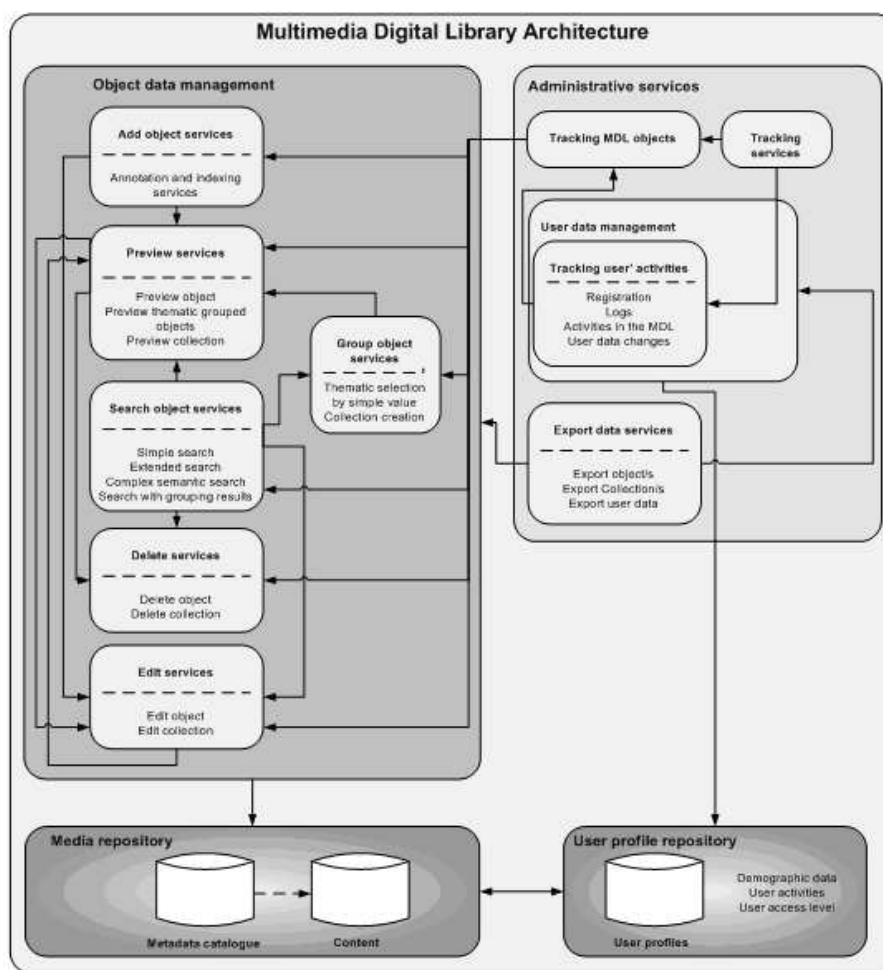 Multimedia Digital Library Architecture
Object data management
Add object services
Annotation and indexing
services
Preview services
Preview object
Preview thematic grouped
objects
Preview collection
Group object
services
Thematic selection
by simple value
Collection creation
Search object services
Simple search
Extended search
Complex semantic search
Search with grouping results
Delete services
Delete object
Delete collection
Edit services
Edit object
Edit collection
Administrative services
Tracking MDL objects
Tracking
services
User data management
Tracking user' activities
Registration
Logs
Activities in the MDL
User data changes
Export data services
Export object/s
Export Collection/s
Export user data
Media repository
Metadata catalogue
Content
User profile repository
Demographic data
User activities
User access level
User profiles